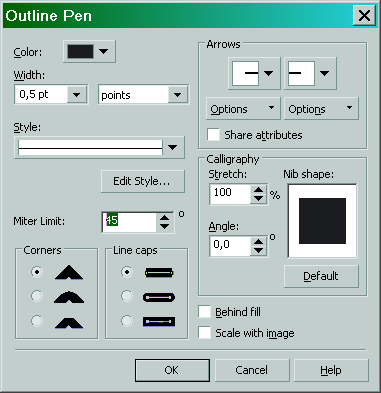 Outline Pen
Color:
Width:
0,5 pt
points
Style:
Edit Style...
Miter Limit:
45
°
Corners
Line caps
Arrows
Options
Options
Share attributes
Calligraphy
Stretch:
100
%
Angle:
0,0
°
Nib shape:
Default
Behind fill
Scale with image
OK
Cancel
Help